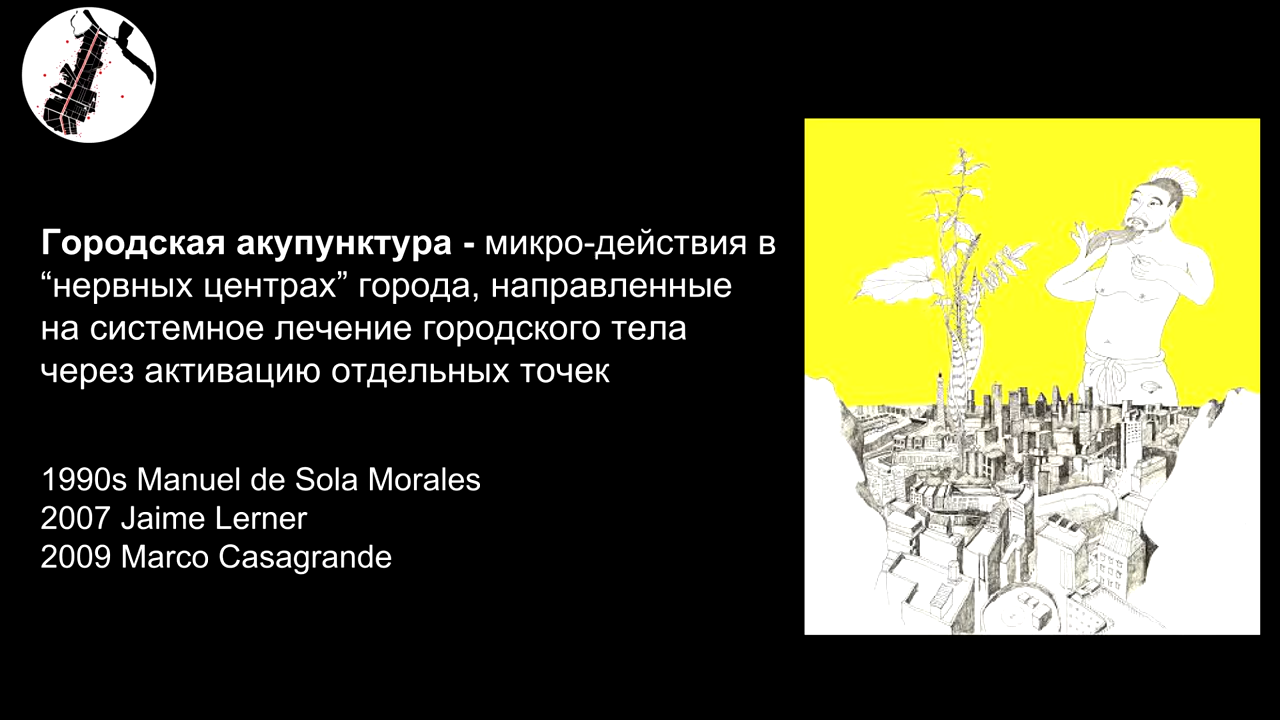 Городская акупунктура - микро-действия в
“нервных центрах” города, направленные
на системное лечение городского тела
через активацию отдельных точек
1990s Manuel de Sola Morales
2007 Jaime Lerner
2009 Marco Casagrande